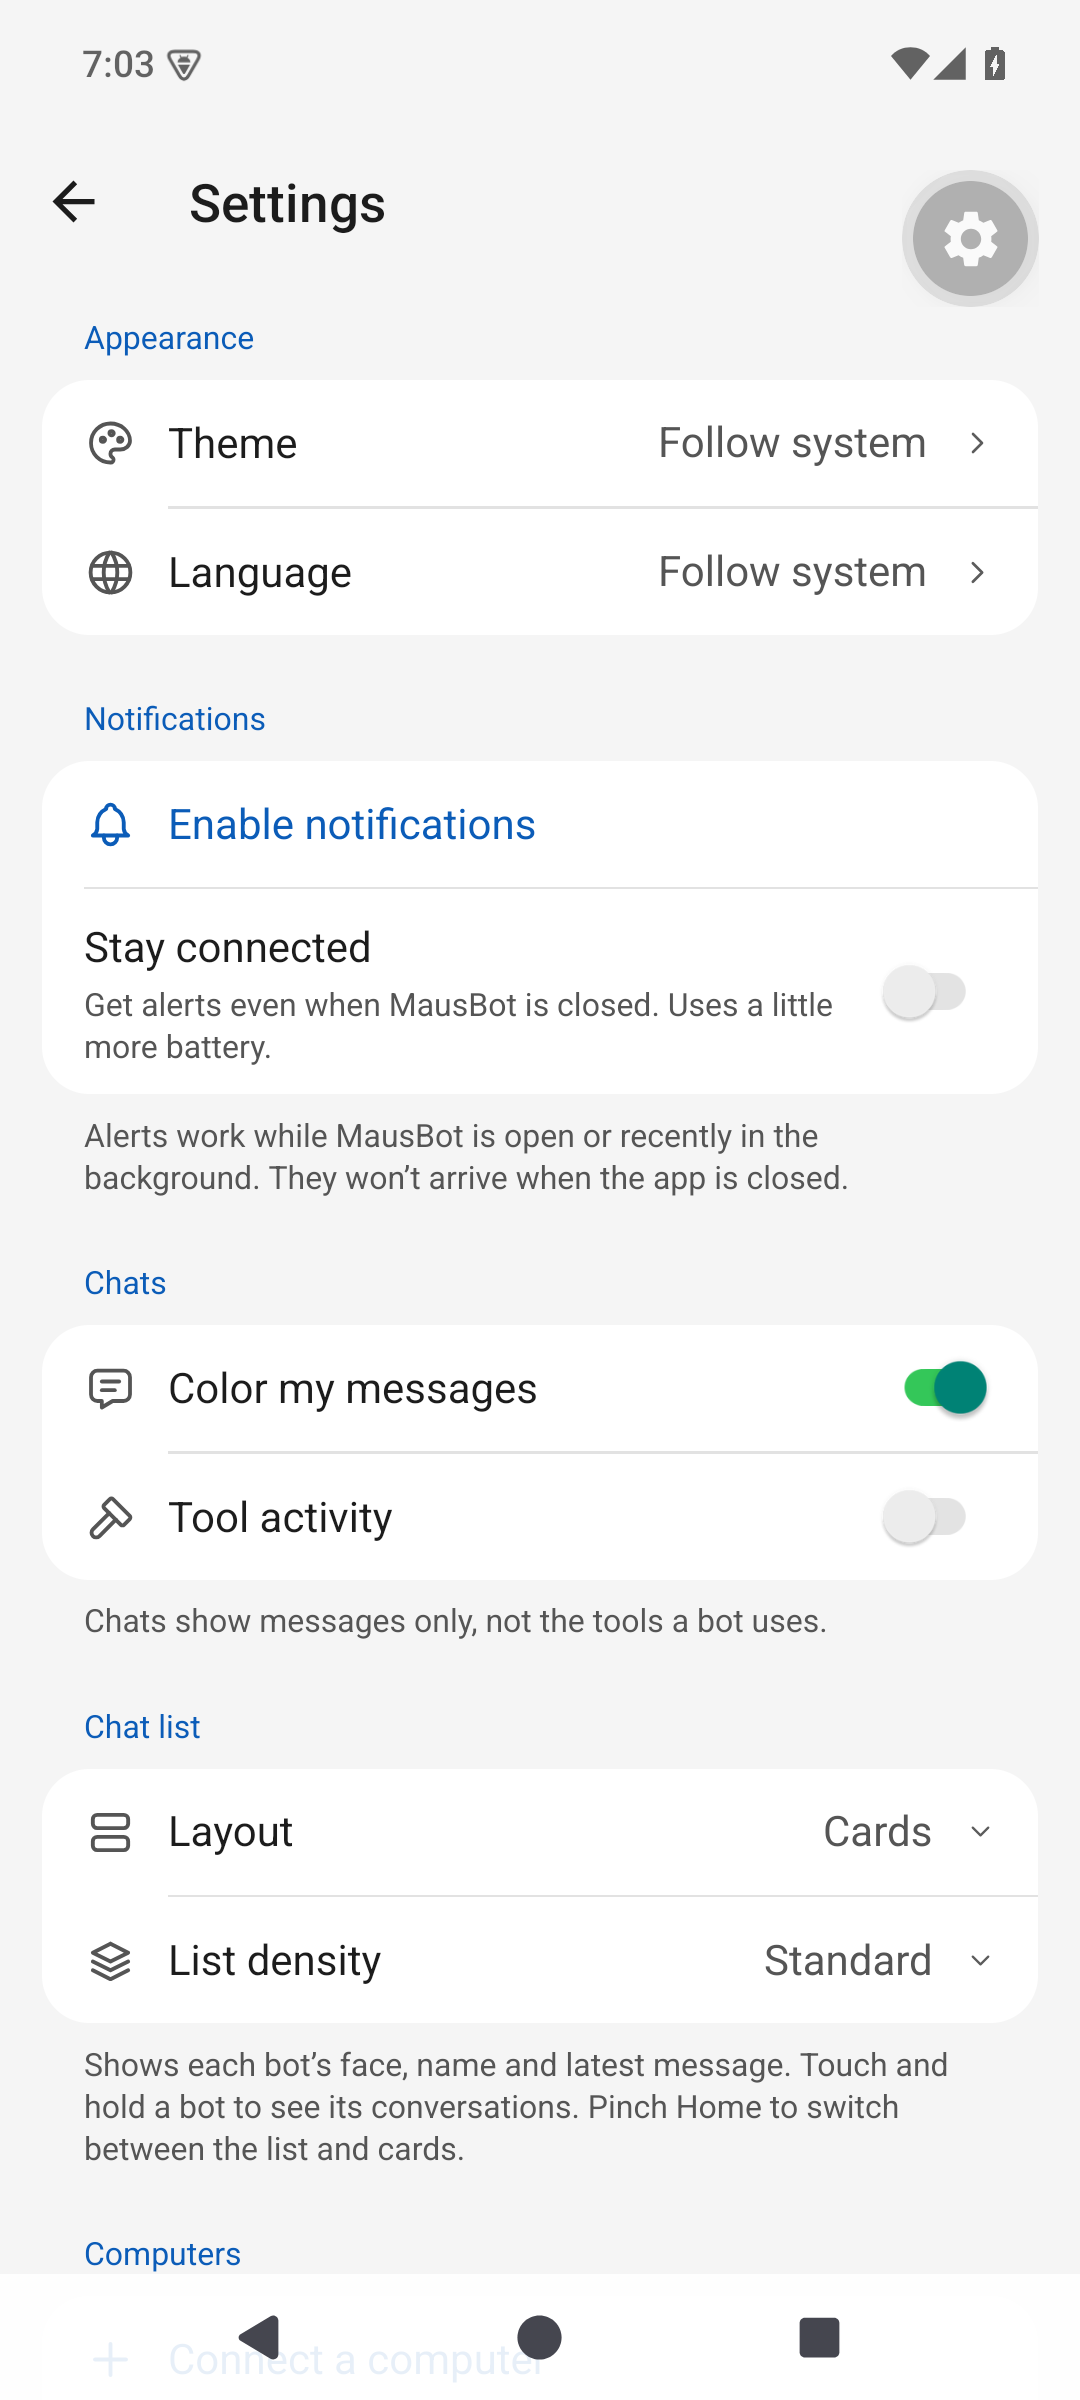 7:03
Settings
Appearance
Theme
Follow system
Language
Follow system
Notifications
Enable notifications
Stay connected
Get alerts even when MausBot is closed. Uses a little
more battery.
Alerts work while MausBot is open or recently in the
background. They won’t arrive when the app is closed.
Chats
Color my messages
Tool activity
Chats show messages only, not the tools a bot uses.
Chat list
Layout
Cards
List density
Standard
Shows each bot’s face, name and latest message. Touch and
hold a bot to see its conversations. Pinch Home to switch
between the list and cards.
Computers
Connect a computer